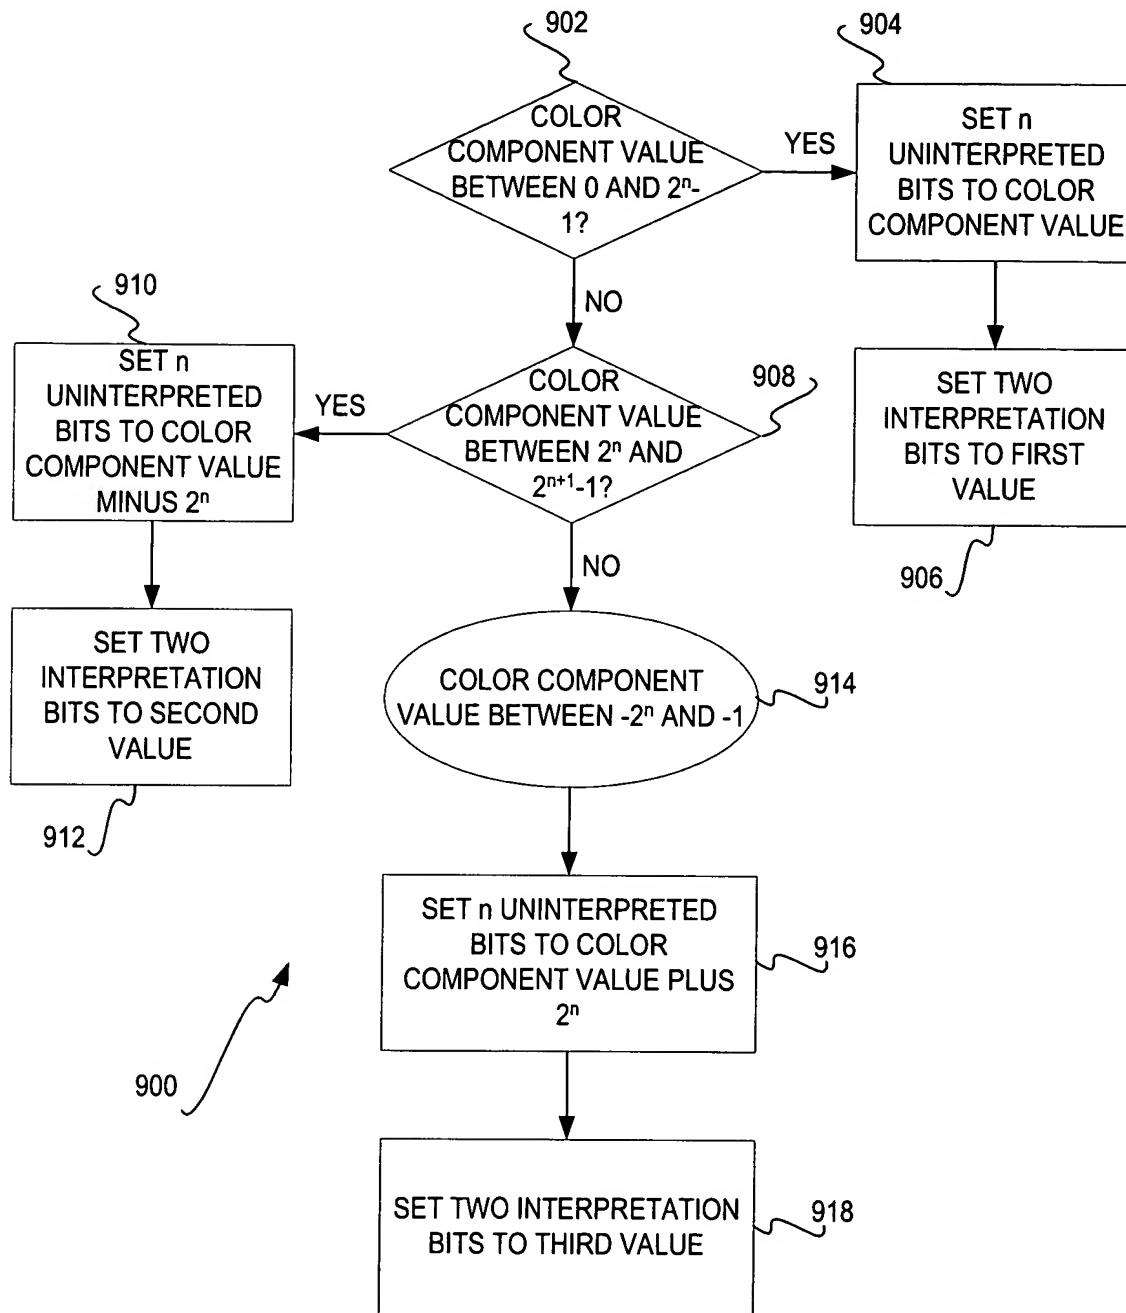 902
COLOR
COMPONENT VALUE
BETWEEN 0 AND 2ⁿ-
1?
YES
904
SET n
UNINTERPRETED
BITS TO COLOR
COMPONENT VALUE
NO
910
SET n
UNINTERPRETED
BITS TO COLOR
COMPONENT VALUE
MINUS 2ⁿ
YES
COLOR
COMPONENT VALUE
BETWEEN 2ⁿ AND
2ⁿ⁺¹-1?
908
SET TWO
INTERPRETATION
BITS TO FIRST
VALUE
906
NO
SET TWO
INTERPRETATION
BITS TO SECOND
VALUE
912
COLOR COMPONENT
VALUE BETWEEN -2ⁿ AND -1
914
SET n UNINTERPRETED
BITS TO COLOR
COMPONENT VALUE PLUS
2ⁿ
916
900
SET TWO INTERPRETATION
BITS TO THIRD VALUE
918